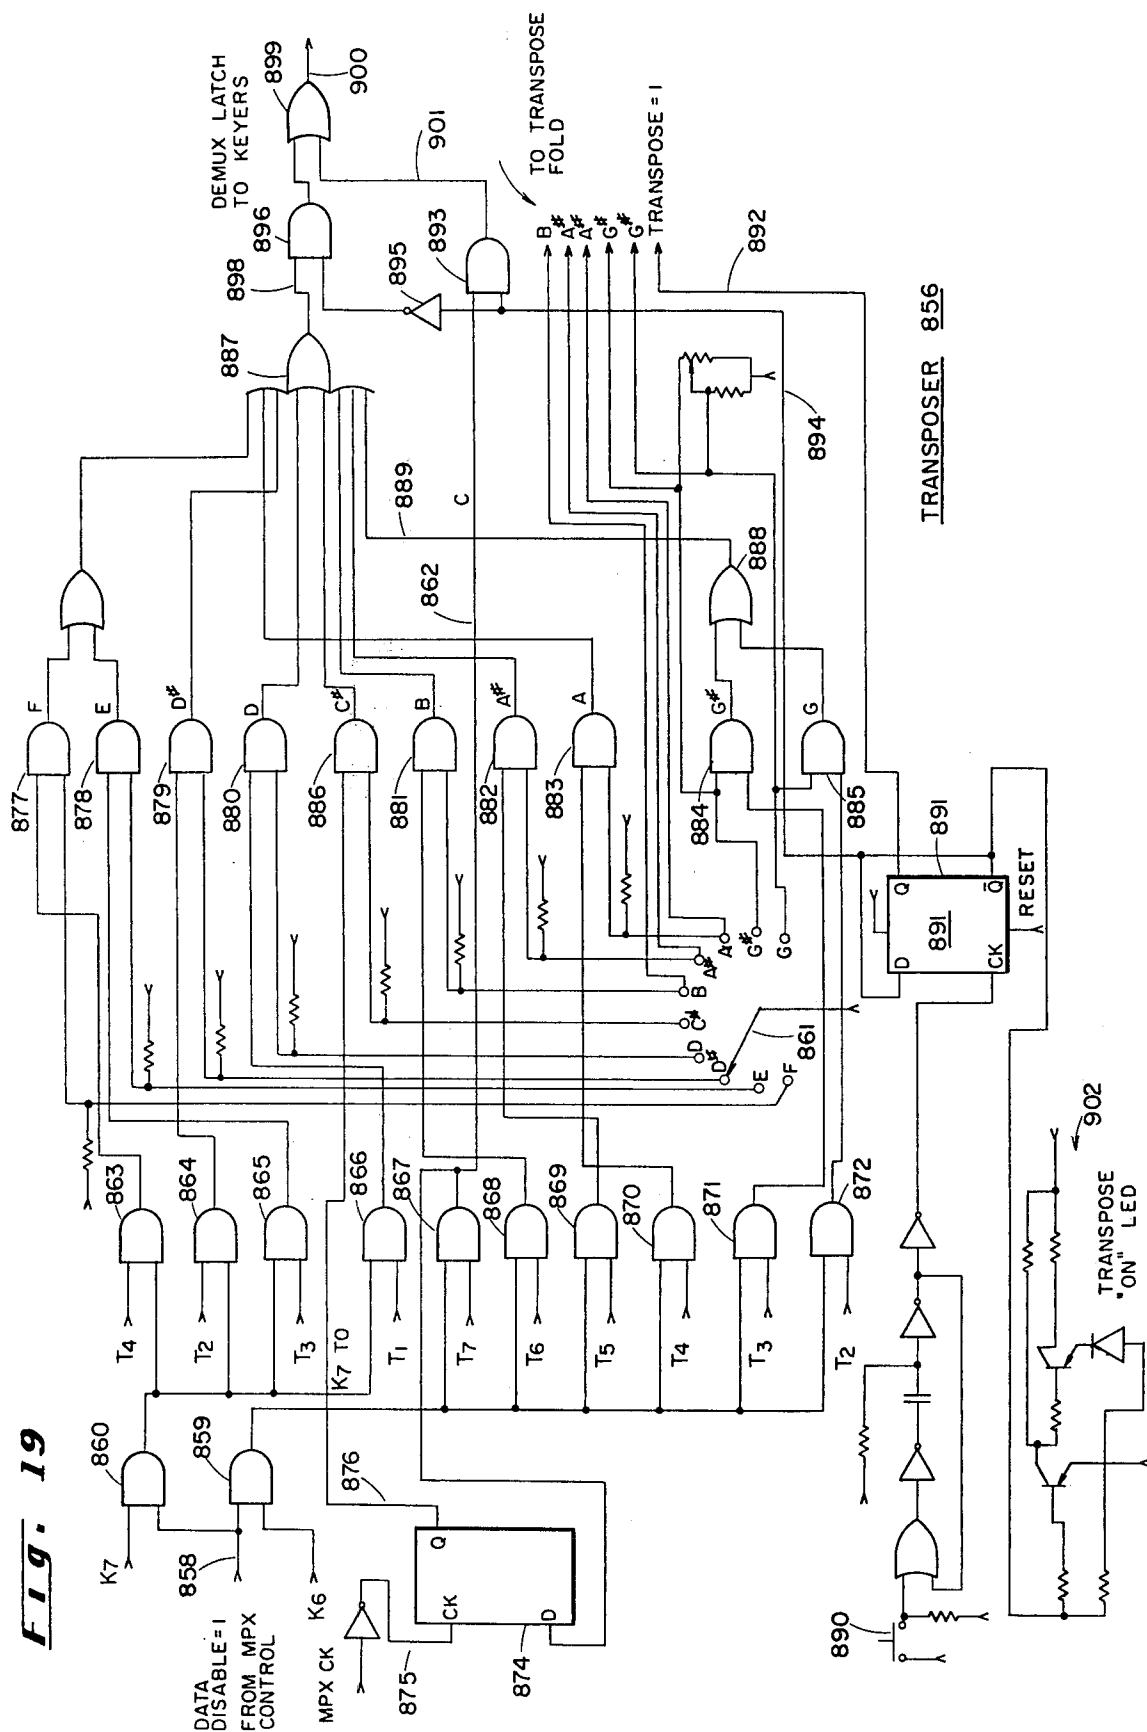 Fig. 19
K7
858
DATA
DISABLE=1
FROM MPX
CONTROL
K6
MPX CK
860
859
876
875
CK
Q
D
874
T4
T2
T3
K7 T0
T1
T7
T6
T5
T4
T3
T2
863
864
865
866
867
868
869
870
871
872
877
878
879
880
886
881
882
883
884
885
F
E
D#
D
C#
B
A#
A
G#
G
F
E
D#
D
C#
B
A#
A
G#
G
861
862
C
889
888
887
898
896
895
893
899
900
901
DEMUX LATCH
TO KEYERS
TO TRANSPOSE
FOLD
B
A#
A#
G#
G#
G
TRANSPOSE=1
892
894
890
D
Q
891
891
CK
Q̄
RESET
902
TRANSPOSE
"ON" LED
TRANSPOSER 856